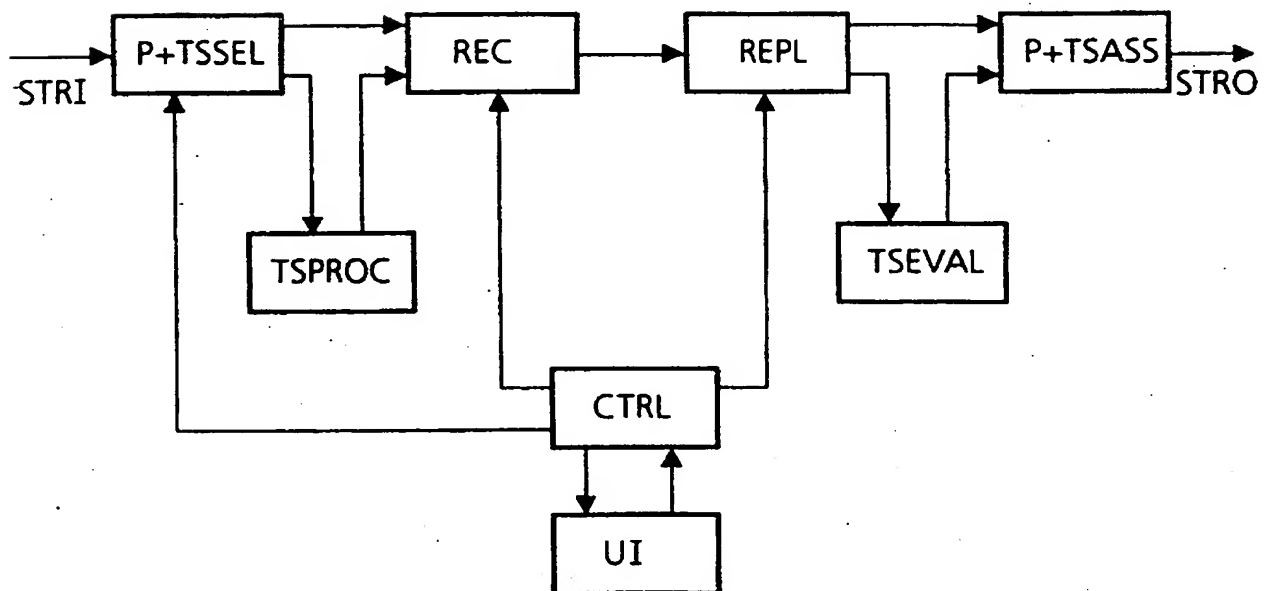 P+TSSEL
REC
REPL
P+TSASS
STRI
STRO
TSPROC
TSEVAL
CTRL
UI